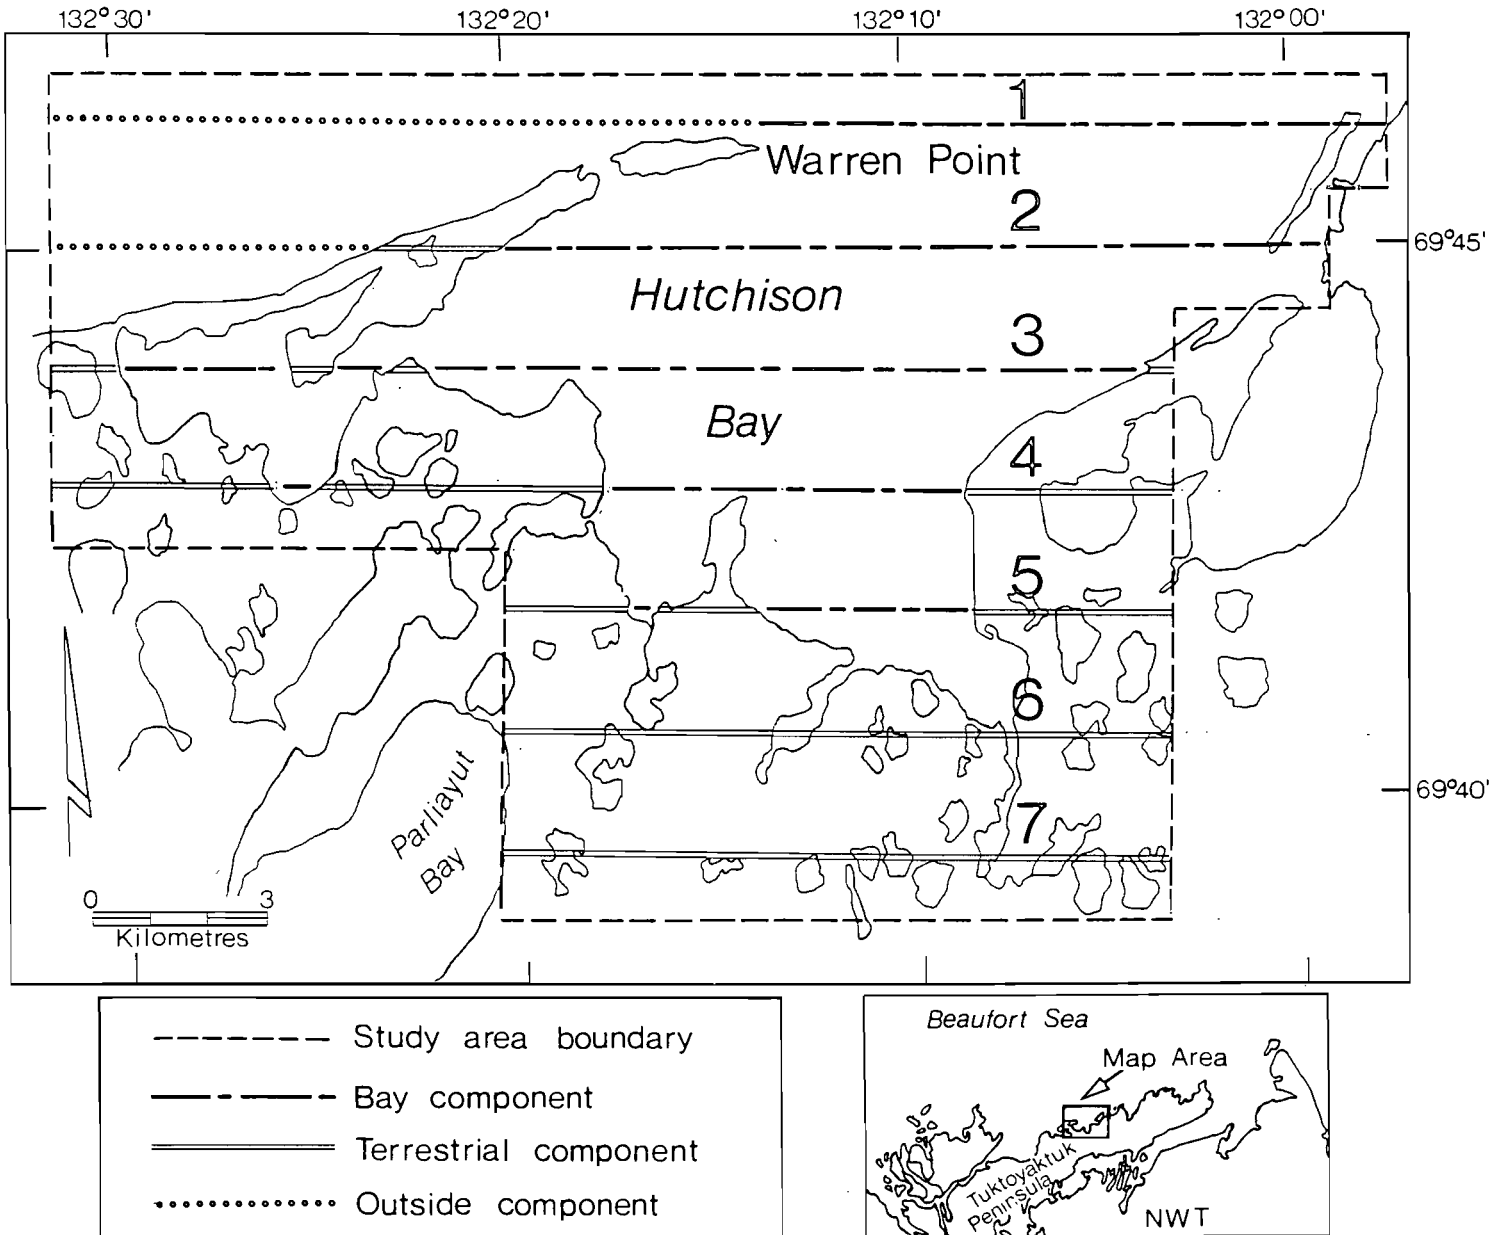 132°30' 132°20' 132°10' 132°00'
1
Warren Point
2
69°45'
Hutchison
3
Bay
4
5
6
69°40'
Parliayut
Bay
7
0 3
Kilometres
Study area boundary
Bay component
Terrestrial component
Outside component
Beaufort Sea
Map Area
Tuktoyaktuk
Peninsula
NWT